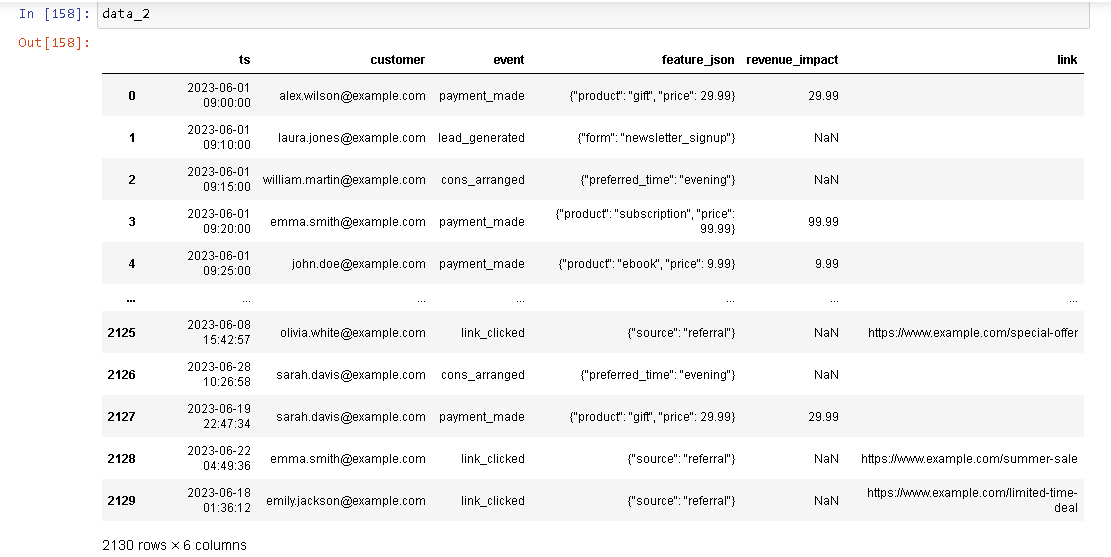 In [158]: data_2
Out[158]:
ts customer event feature_json revenue_impact link
0 2023-06-01 09:00:00 alex.wilson@example.com payment_made {"product": "gift", "price": 29.99} 29.99
1 2023-06-01 09:10:00 laura.jones@example.com lead_generated {"form": "newsletter_signup"} NaN
2 2023-06-01 09:15:00 william.martin@example.com cons_arranged {"preferred_time": "evening"} NaN
3 2023-06-01 09:20:00 emma.smith@example.com payment_made {"product": "subscription", "price": 99.99} 99.99
4 2023-06-01 09:25:00 john.doe@example.com payment_made {"product": "ebook", "price": 9.99} 9.99
... ... ... ... ... ... ...
2125 2023-06-08 15:42:57 olivia.white@example.com link_clicked {"source": "referral"} NaN https://www.example.com/special-offer
2126 2023-06-28 10:26:58 sarah.davis@example.com cons_arranged {"preferred_time": "evening"} NaN
2127 2023-06-19 22:47:34 sarah.davis@example.com payment_made {"product": "gift", "price": 29.99} 29.99
2128 2023-06-22 04:49:36 emma.smith@example.com link_clicked {"source": "referral"} NaN https://www.example.com/summer-sale
2129 2023-06-18 01:36:12 emily.jackson@example.com link_clicked {"source": "referral"} NaN https://www.example.com/limited-time-deal
2130 rows × 6 columns